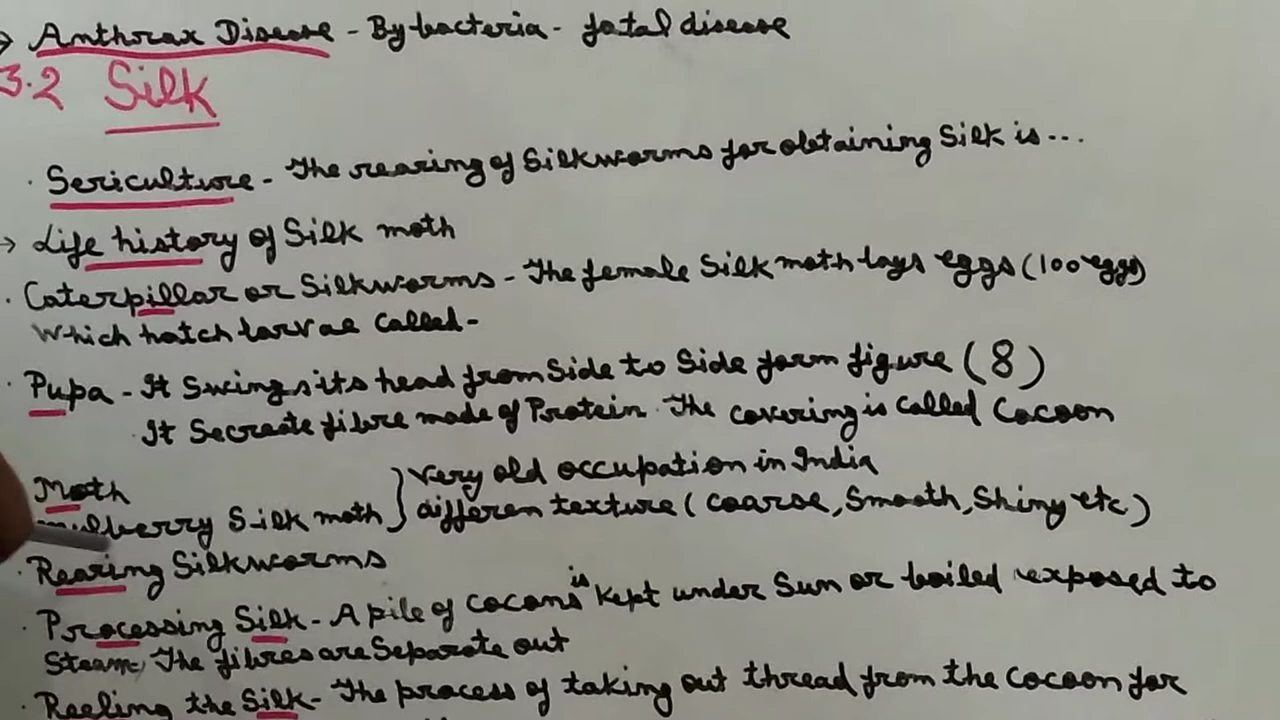 → Anthrax Disease - By bacteria - fatal disease
3.2 Silk
· Sericulture - The rearing of Silkworms for obtaining Silk is...
→ Life history of Silk moth
· Caterpillar or Silkworms - The female Silk moth lays eggs (100 eggs)
Which hatch larvae Called -
· Pupa - It Swings its head from Side to Side form figure (8)
· It Secreate fibre made of Protein. The covering is Called Cocoon
Moth } Very old occupation in India
mulberry Silk moth } differen texture (coarse, Smooth, Shiny etc)
· Rearing Silkworms
· Processing Silk - A pile of cocons is kept under Sun or boiled exposed to
Steam, The fibres are Separate out
· Reeling the Silk - The process of taking out thread from the Cocoon for